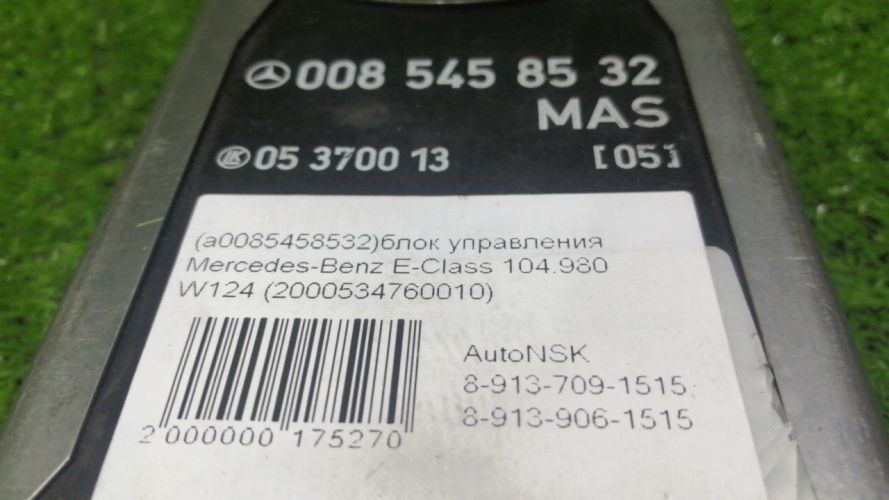 008 545 85 32
MAS
05 3700 13 [05]
(a0085458532)блок управления
Mercedes-Benz E-Class 104.980
W124 (2000534760010)
AutoNSK
8-913-709-1515
8-913-906-1515
2 000000 175270